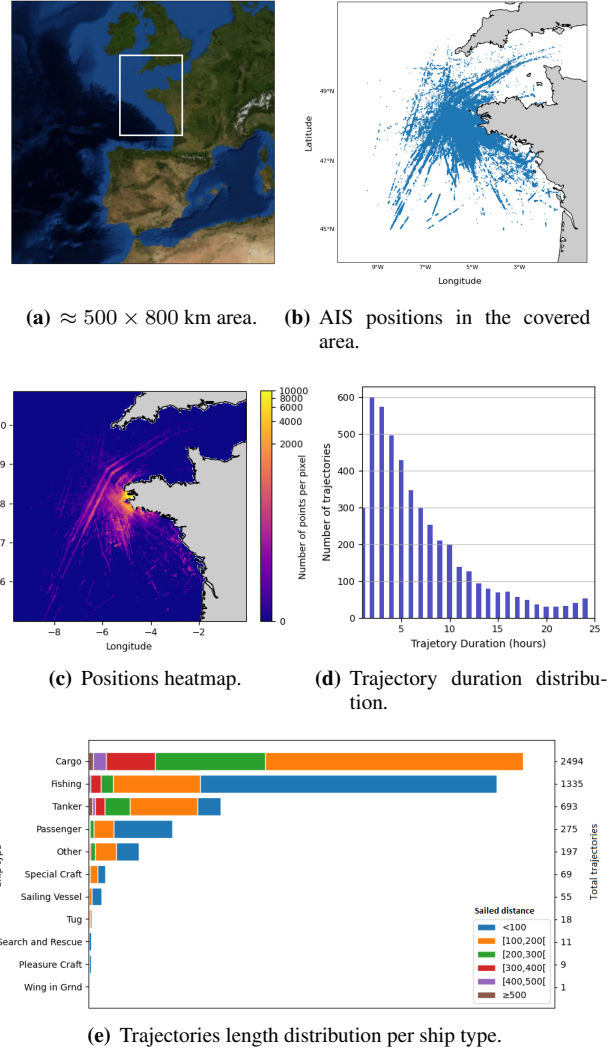 49°N
47°N
45°N
Latitude
9°W 7°W 5°W 3°W
Longitude
(a) ≈ 500 × 800 km area.
(b) AIS positions in the covered
area.
0
9
8
7
6
−8 −6 −4 −2
Longitude
10000
8000
6000
4000
2000
0
Number of points per pixel
(c) Positions heatmap.
600
500
400
300
200
100
0
Number of trajectories
5 10 15 20 25
Trajetory Duration (hours)
(d) Trajectory duration distribu-
tion.
Cargo 2494
Fishing 1335
Tanker 693
Passenger 275
Other 197
Special Craft 69
Sailing Vessel 55
Tug 18
Search and Rescue 11
Pleasure Craft 9
Wing in Grnd 1
Total trajectories
Sailed distance
<100
[100,200[
[200,300[
[300,400[
[400,500[
≥500
(e) Trajectories length distribution per ship type.